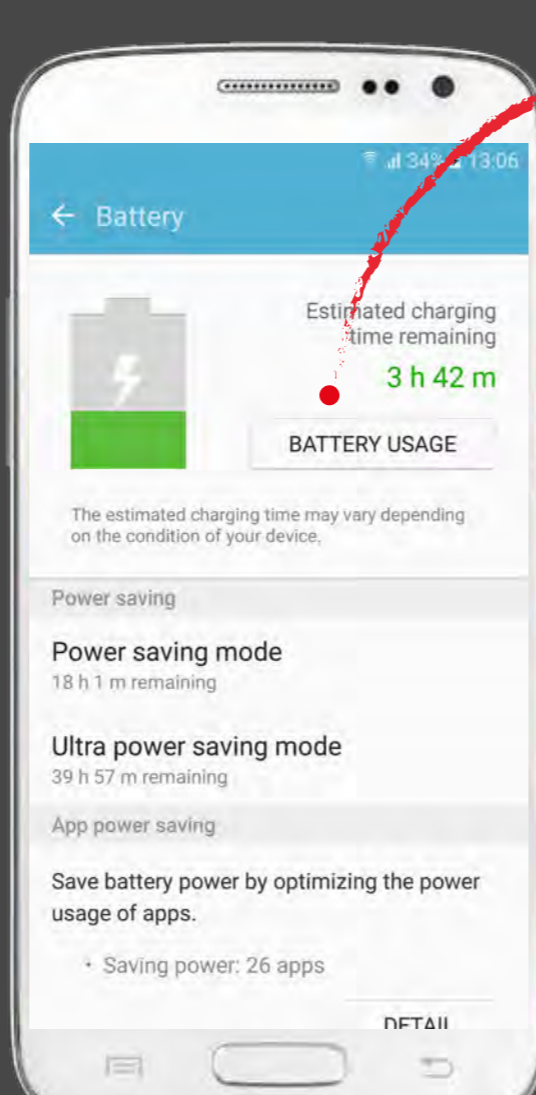 34% 13:06
Battery
Estimated charging
time remaining
3 h 42 m
BATTERY USAGE
The estimated charging time may vary depending
on the condition of your device.
Power saving
Power saving mode
18 h 1 m remaining
Ultra power saving mode
39 h 57 m remaining
App power saving
Save battery power by optimizing the power
usage of apps.
• Saving power: 26 apps
DETAIL